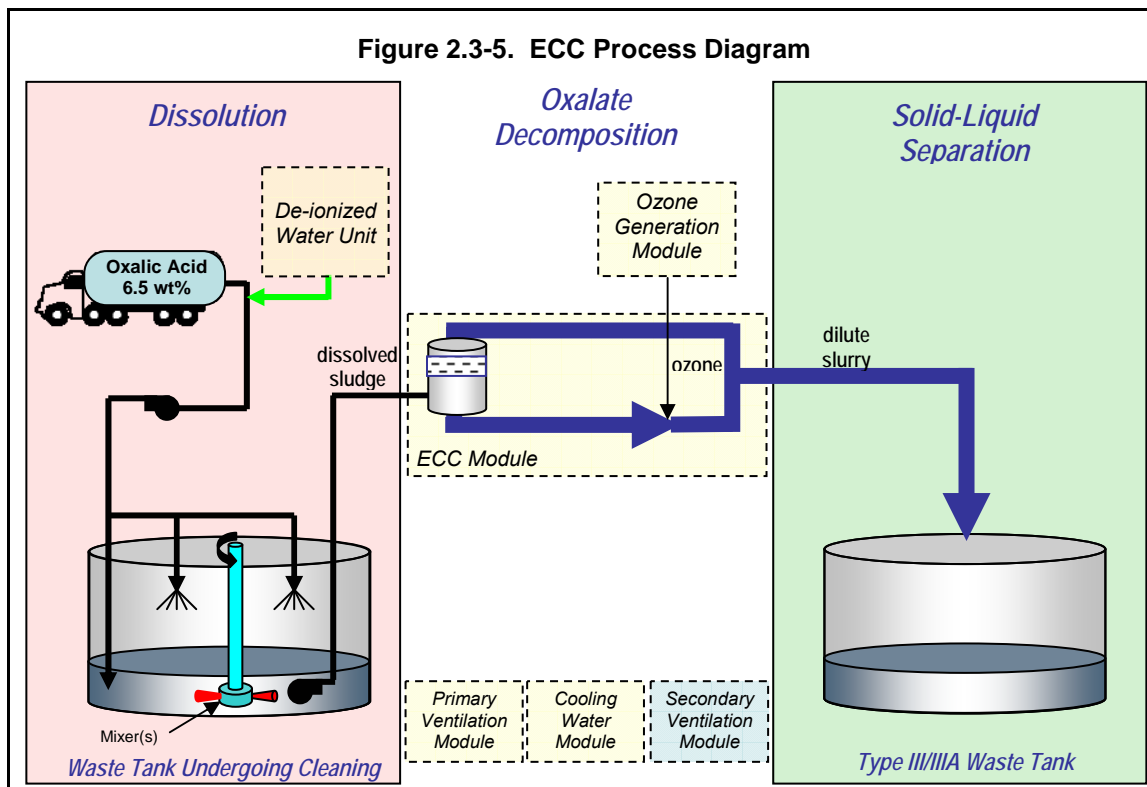 Figure 2.3-5. ECC Process Diagram
Dissolution
Oxalate
Decomposition
Solid-Liquid
Separation
De-ionized
Water Unit
Ozone
Generation
Module
Oxalic Acid
6.5 wt%
dissolved
sludge
ozone
dilute
slurry
ECC Module
Mixer(s)
Primary
Ventilation
Module
Cooling
Water
Module
Secondary
Ventilation
Module
Waste Tank Undergoing Cleaning
Type III/IIIA Waste Tank